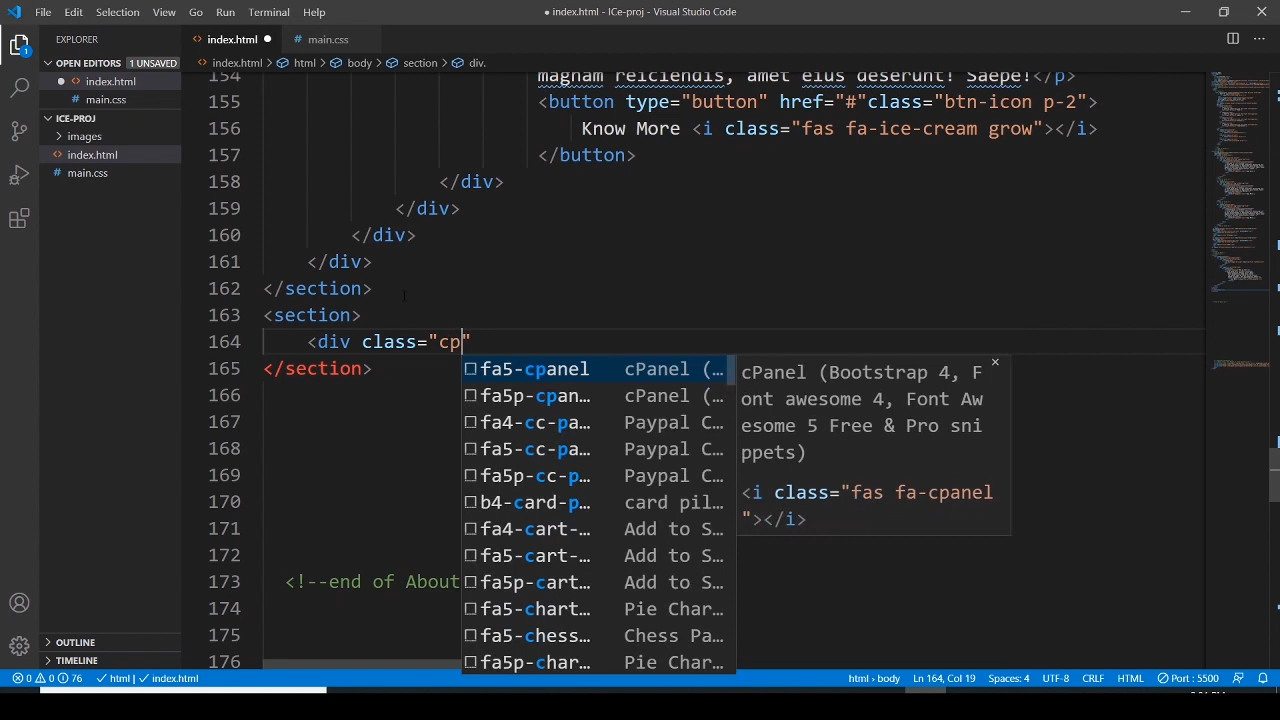 File Edit Selection View Go Run Terminal Help
● index.html - ICe-proj - Visual Studio Code
EXPLORER
OPEN EDITORS 1 UNSAVED
index.html
main.css
ICE-PROJ
images
index.html
main.css
OUTLINE
TIMELINE
index.html ● main.css
index.html > html > body > section > div.
154 magnam reiciendis, amet eius deserunt! Saepe!</p>
155 <button type="button" href="#"class="btn-icon p-2">
156 Know More <i class="fas fa-ice-cream grow"></i>
157 </button>
158 </div>
159 </div>
160 </div>
161 </div>
162 </section>
163 <section>
164 <div class="cp"
165 </section>
166
167
168
169
170
171
172
173 <!--end of About
174
175
176
fa5-cpanel cPanel (…
fa5p-cpan… cPanel (…
fa4-cc-pa… Paypal C…
fa5-cc-pa… Paypal C…
fa5p-cc-p… Paypal C…
b4-card-p… card pil…
fa4-cart-… Add to S…
fa5-cart-… Add to S…
fa5p-cart… Add to S…
fa5-chart… Pie Char…
fa5-chess… Chess Pa…
fa5p-char… Pie Char…
cPanel (Bootstrap 4, F
ont awesome 4, Font Aw
esome 5 Free & Pro sni
ppets)
<i class="fas fa-cpanel
"></i>
0 0 76 html | index.html
html › body Ln 164, Col 19 Spaces: 4 UTF-8 CRLF HTML Port : 5500